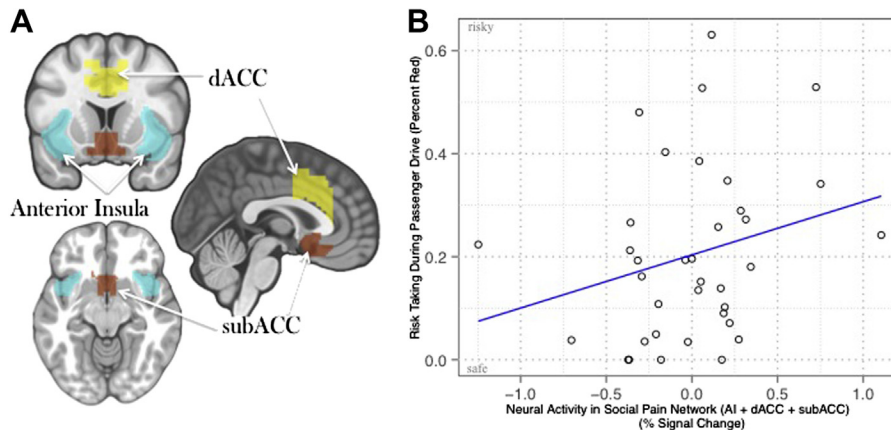 A
dACC
Anterior Insula
subACC
B
risky
safe
Risk Taking During Passenger Drive (Percent Red)
0.6
0.4
0.2
0.0
-1.0
-0.5
0.0
0.5
1.0
Neural Activity in Social Pain Network (AI + dACC + subACC)
(% Signal Change)